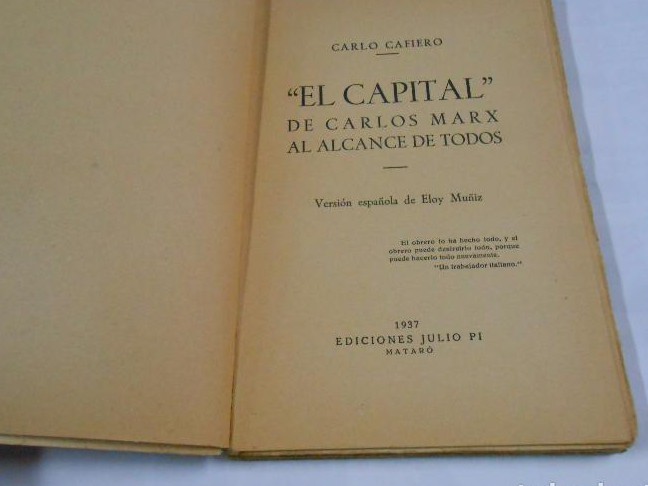 CARLO CAFIERO
"EL CAPITAL"
DE CARLOS MARX
AL ALCANCE DE TODOS
Versión española de Eloy Muñiz
El obrero lo ha hecho todo, y el
obrero puede destruirlo todo, porque
puede hacerlo todo nuevamente.
"Un trabajador italiano."
1937
EDICIONES JULIO PI
MATARÓ